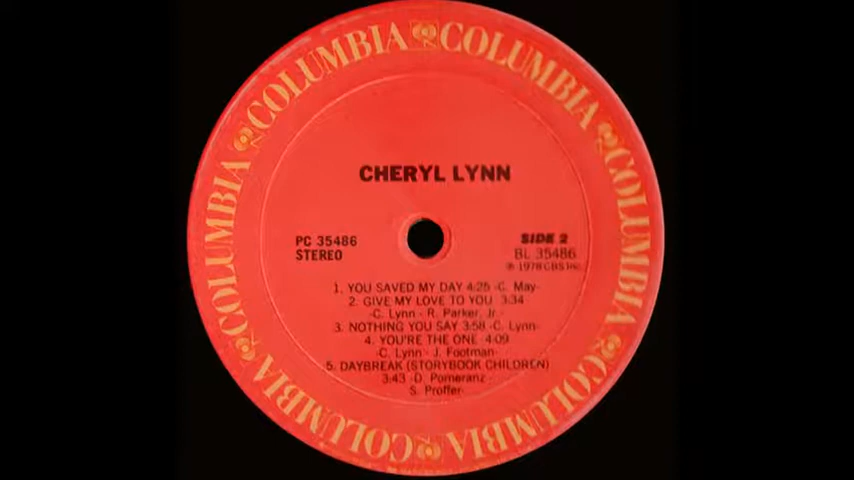 COLUMBIA COLUMBIA COLUMBIA COLUMBIA COLUMBIA COLUMBIA COLUMBIA COLUMBIA
CHERYL LYNN
PC 35486
STEREO
SIDE 2
BL 35486
℗ 1978 CBS Inc.
1. YOU SAVED MY DAY 4:25 -C. May-
2. GIVE MY LOVE TO YOU 3:34
-C. Lynn - R. Parker, Jr.-
3. NOTHING YOU SAY 3:58 -C. Lynn-
4. YOU'RE THE ONE 4:09
-C. Lynn - J. Footman-
5. DAYBREAK (STORYBOOK CHILDREN)
3:43 -D. Pomeranz -
S. Proffer-